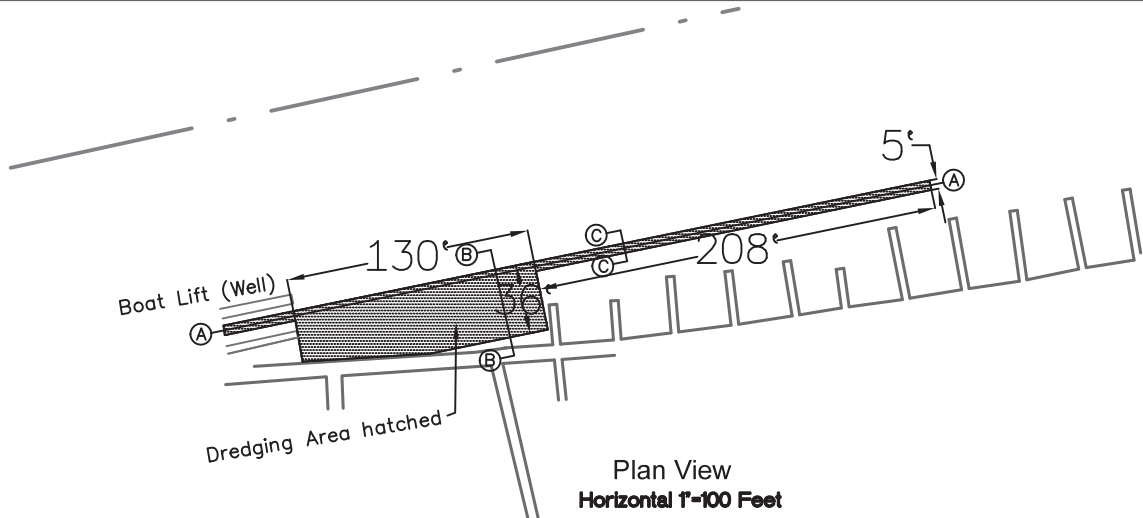 5'
A
C
130'
B
208'
C
Boat Lift (Well)
36'
A
B
Dredging Area hatched
Plan View
Horizontal 1"=100 Feet